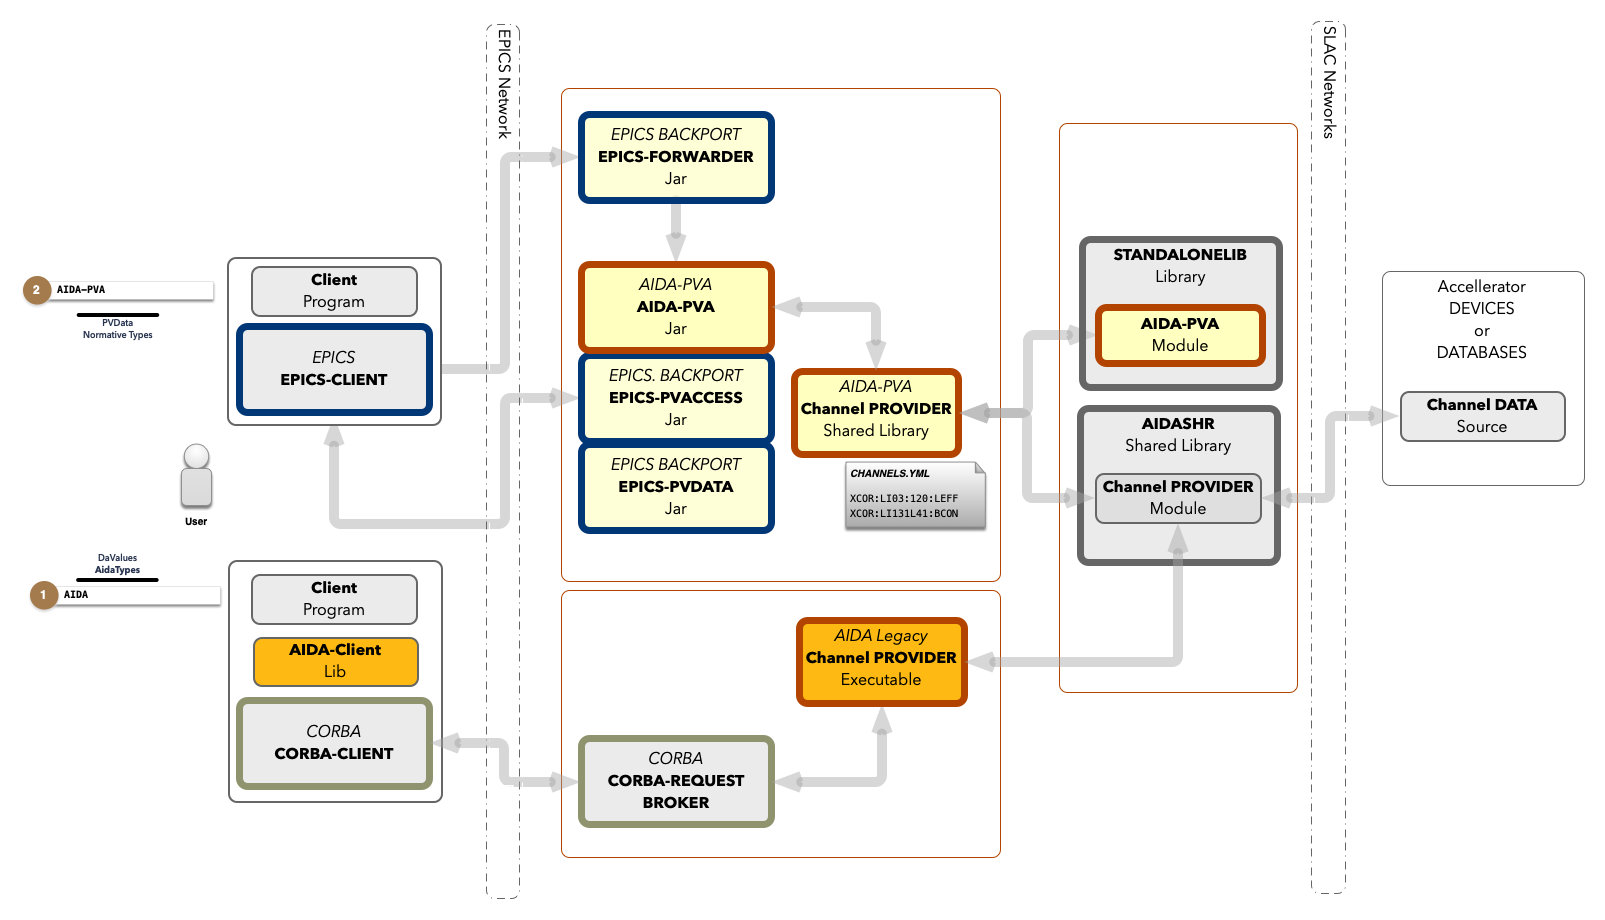 EPICS Network
SLAC Networks
EPICS BACKPORT
EPICS-FORWARDER
Jar
2
AIDA-PVA
PVData
Normative Types
Client
Program
EPICS
EPICS-CLIENT
AIDA-PVA
AIDA-PVA
Jar
EPICS. BACKPORT
EPICS-PVACCESS
Jar
EPICS BACKPORT
EPICS-PVDATA
Jar
AIDA-PVA
Channel PROVIDER
Shared Library
CHANNELS.YML
XCOR:LI03:120:LEFF
XCOR:LI131L41:BCON
STANDALONELIB
Library
AIDA-PVA
Module
AIDASHR
Shared Library
Channel PROVIDER
Module
Accellerator
DEVICES
or
DATABASES
Channel DATA
Source
User
DaValues
AidaTypes
1
AIDA
Client
Program
AIDA-Client
Lib
CORBA
CORBA-CLIENT
AIDA Legacy
Channel PROVIDER
Executable
CORBA
CORBA-REQUEST
BROKER